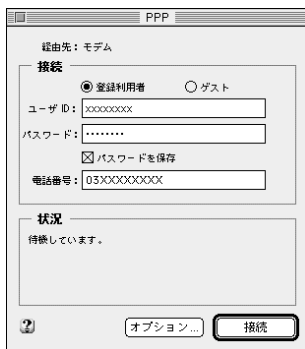 PPP
経由先：モデム
接続
登録利用者 ゲスト
ユーザID： xxxxxxxx
パスワード： ••••••••
パスワードを保存
電話番号： 03XXXXXXXX
状況
待機しています。
? オプション... 接続